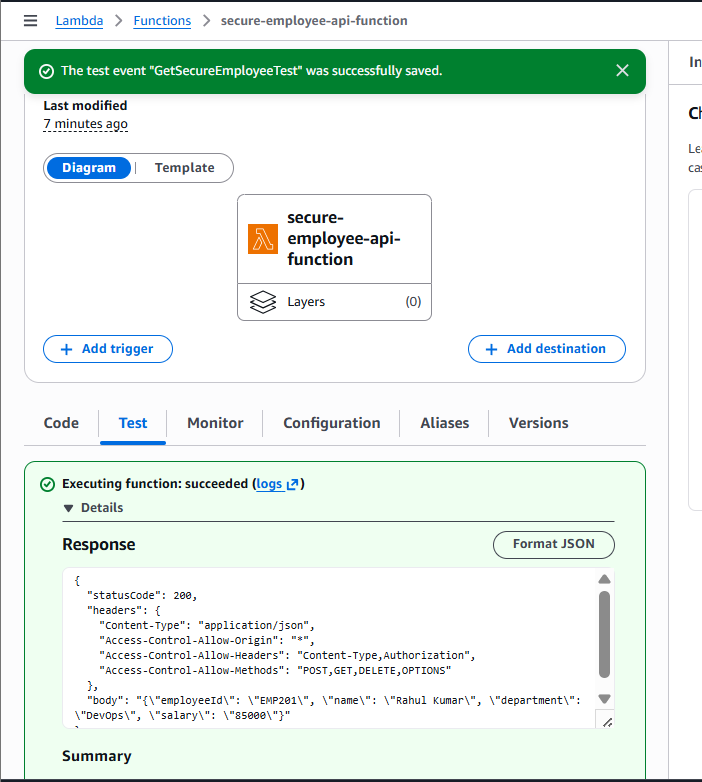 Lambda > Functions > secure-employee-api-function
The test event "GetSecureEmployeeTest" was successfully saved.
In
Last modified
7 minutes ago
Ch
Lea
cas
Diagram | Template
secure-
employee-api-
function
Layers (0)
+ Add trigger
+ Add destination
Code Test Monitor Configuration Aliases Versions
Executing function: succeeded (logs)
▼ Details
Response
Format JSON
{
"statusCode": 200,
"headers": {
"Content-Type": "application/json",
"Access-Control-Allow-Origin": "*",
"Access-Control-Allow-Headers": "Content-Type,Authorization",
"Access-Control-Allow-Methods": "POST,GET,DELETE,OPTIONS"
},
"body": "{\"employeeId\": \"EMP201\", \"name\": \"Rahul Kumar\", \"department\":
\"DevOps\", \"salary\": \"85000\"}"
Summary